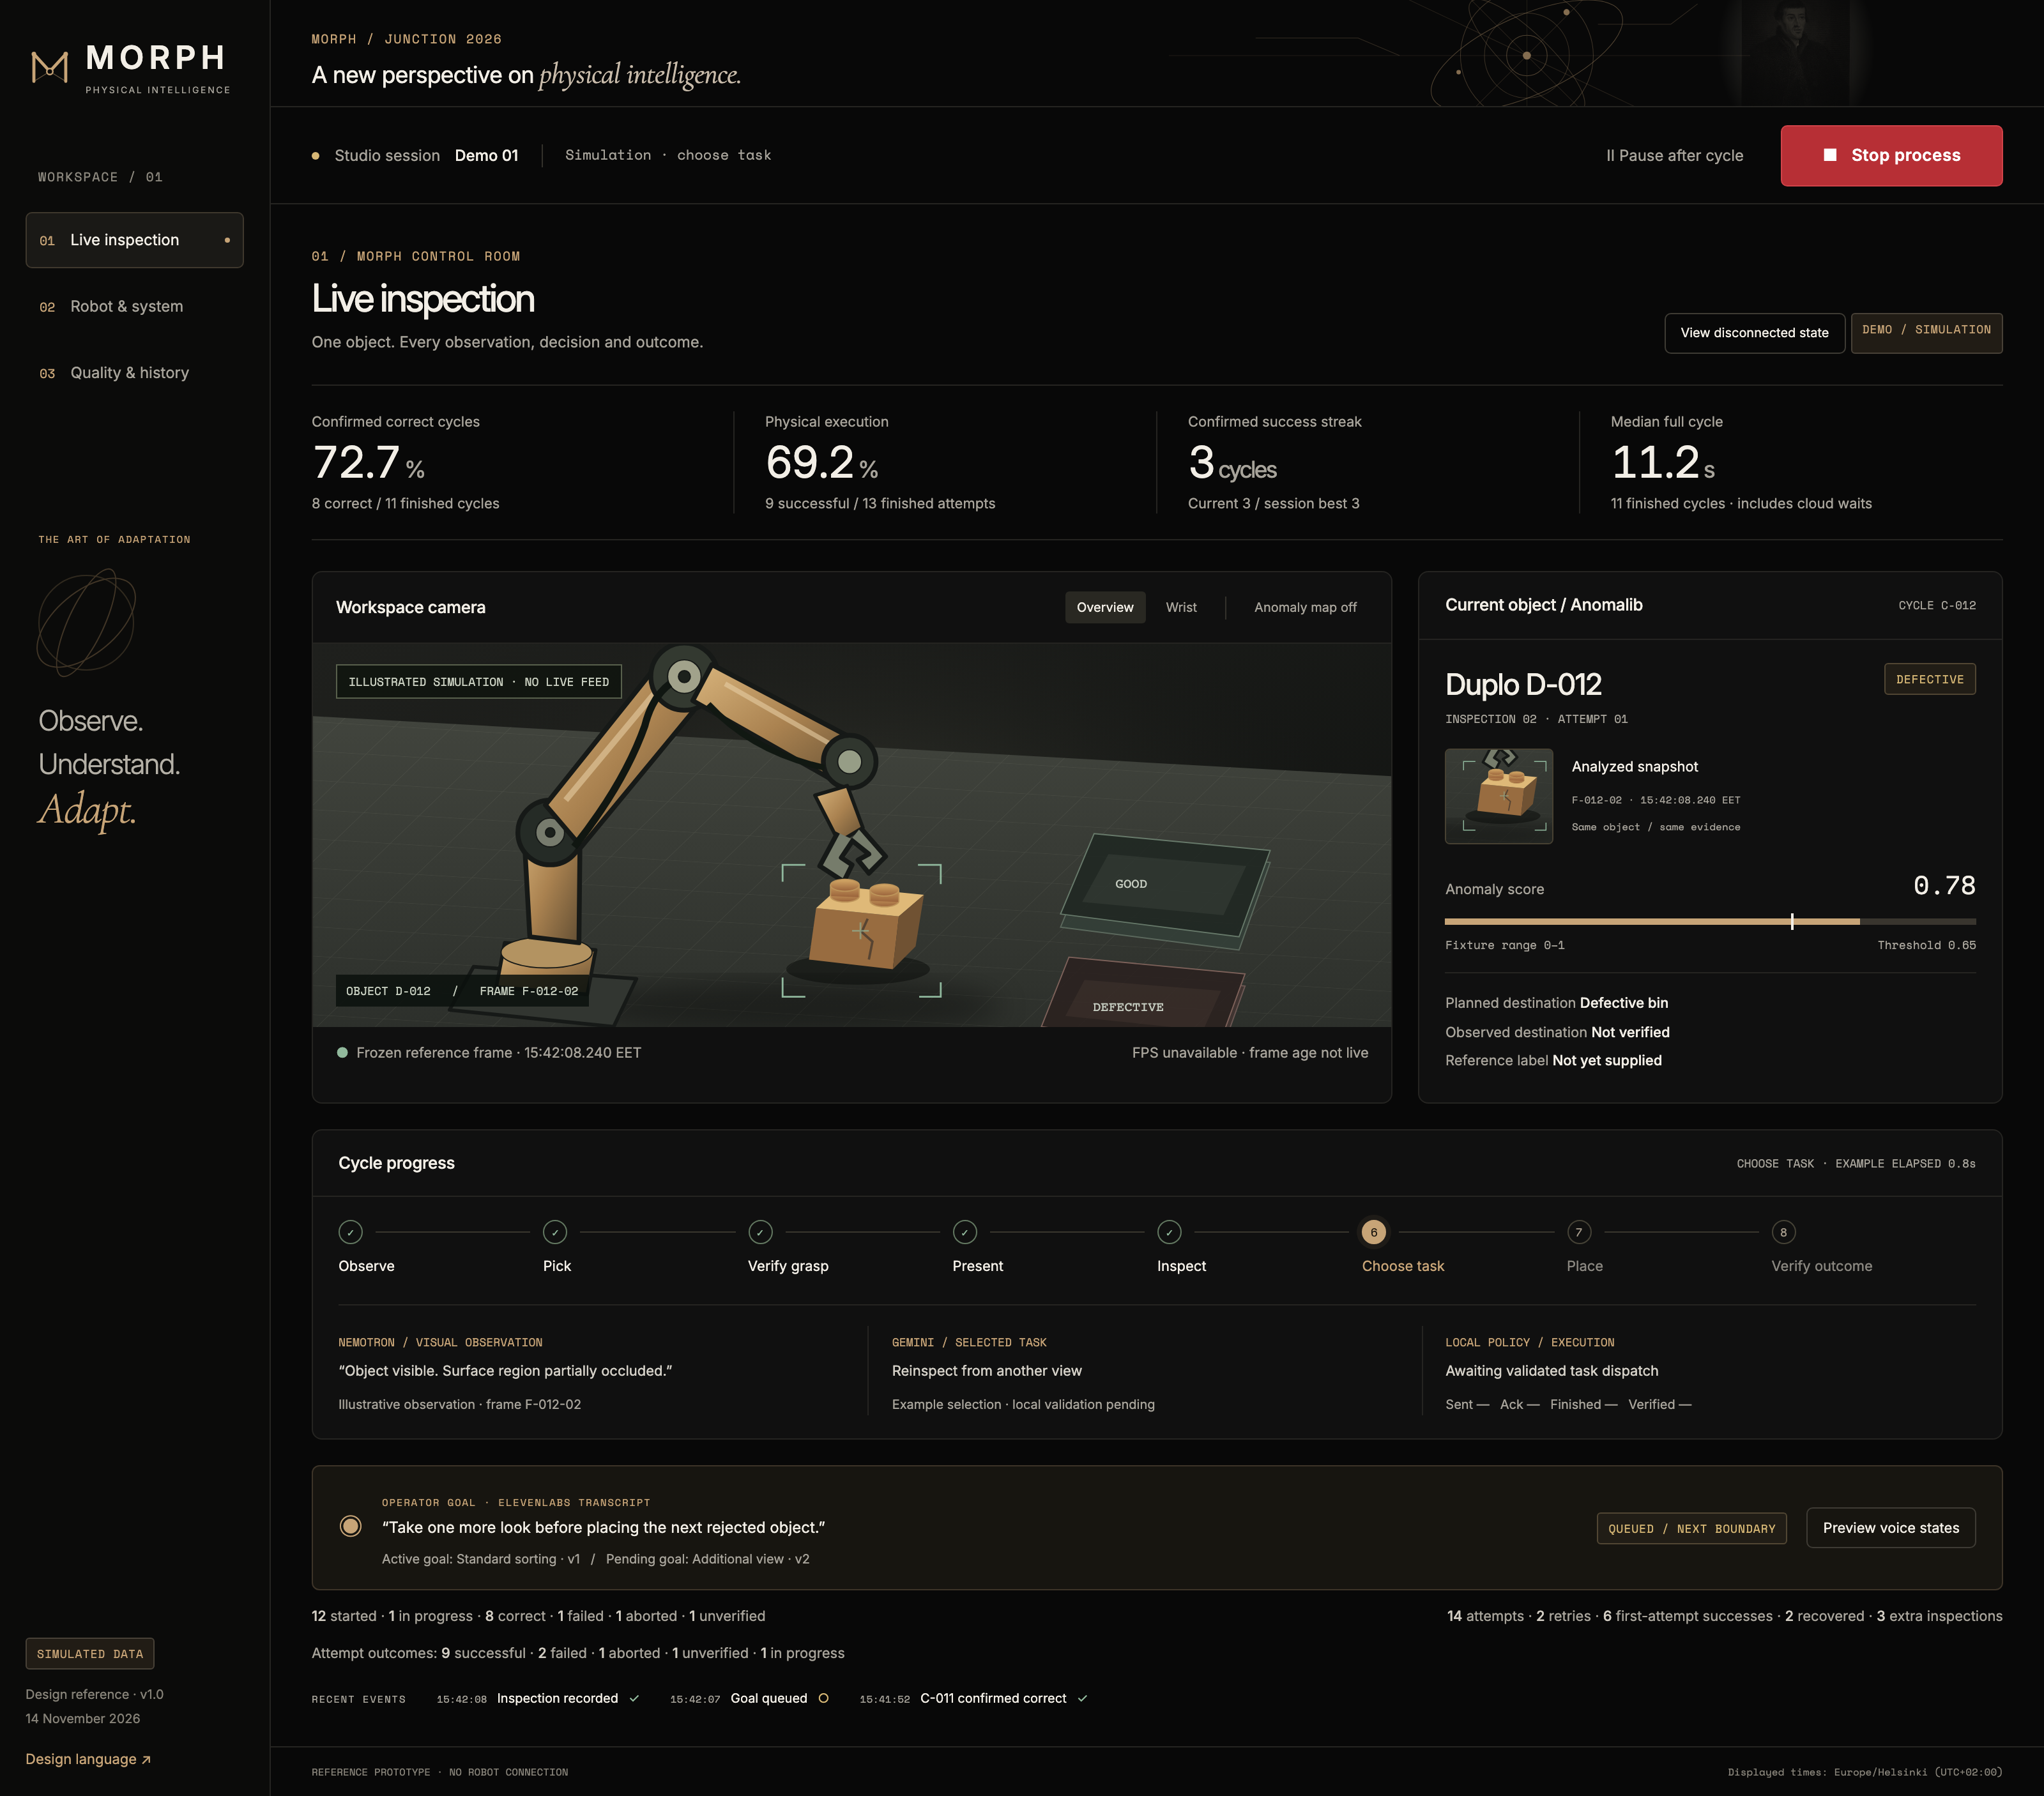 MORPH
PHYSICAL INTELLIGENCE
WORKSPACE / 01
01 Live inspection
02 Robot & system
03 Quality & history
THE ART OF ADAPTATION
Observe.
Understand.
Adapt.
SIMULATED DATA
Design reference · v1.0
14 November 2026
Design language ↗
MORPH / JUNCTION 2026
A new perspective on physical intelligence.
Studio session Demo 01 Simulation · choose task
II Pause after cycle
Stop process
01 / MORPH CONTROL ROOM
Live inspection
One object. Every observation, decision and outcome.
View disconnected state
DEMO / SIMULATION
Confirmed correct cycles
72.7 %
8 correct / 11 finished cycles
Physical execution
69.2 %
9 successful / 13 finished attempts
Confirmed success streak
3 cycles
Current 3 / session best 3
Median full cycle
11.2 s
11 finished cycles · includes cloud waits
Workspace camera
Overview Wrist Anomaly map off
ILLUSTRATED SIMULATION · NO LIVE FEED
GOOD
DEFECTIVE
OBJECT D-012 / FRAME F-012-02
Frozen reference frame · 15:42:08.240 EET
FPS unavailable · frame age not live
Current object / Anomalib
CYCLE C-012
Duplo D-012
DEFECTIVE
INSPECTION 02 · ATTEMPT 01
Analyzed snapshot
F-012-02 · 15:42:08.240 EET
Same object / same evidence
Anomaly score 0.78
Fixture range 0–1 Threshold 0.65
Planned destination Defective bin
Observed destination Not verified
Reference label Not yet supplied
Cycle progress
CHOOSE TASK · EXAMPLE ELAPSED 0.8s
✓ ✓ ✓ ✓ ✓ 6 7 8
Observe Pick Verify grasp Present Inspect Choose task Place Verify outcome
NEMOTRON / VISUAL OBSERVATION
“Object visible. Surface region partially occluded.”
Illustrative observation · frame F-012-02
GEMINI / SELECTED TASK
Reinspect from another view
Example selection · local validation pending
LOCAL POLICY / EXECUTION
Awaiting validated task dispatch
Sent — Ack — Finished — Verified —
OPERATOR GOAL · ELEVENLABS TRANSCRIPT
“Take one more look before placing the next rejected object.”
Active goal: Standard sorting · v1 / Pending goal: Additional view · v2
QUEUED / NEXT BOUNDARY
Preview voice states
12 started · 1 in progress · 8 correct · 1 failed · 1 aborted · 1 unverified
14 attempts · 2 retries · 6 first-attempt successes · 2 recovered · 3 extra inspections
Attempt outcomes: 9 successful · 2 failed · 1 aborted · 1 unverified · 1 in progress
RECENT EVENTS 15:42:08 Inspection recorded ✓ 15:42:07 Goal queued 15:41:52 C-011 confirmed correct ✓
REFERENCE PROTOTYPE · NO ROBOT CONNECTION
Displayed times: Europe/Helsinki (UTC+02:00)